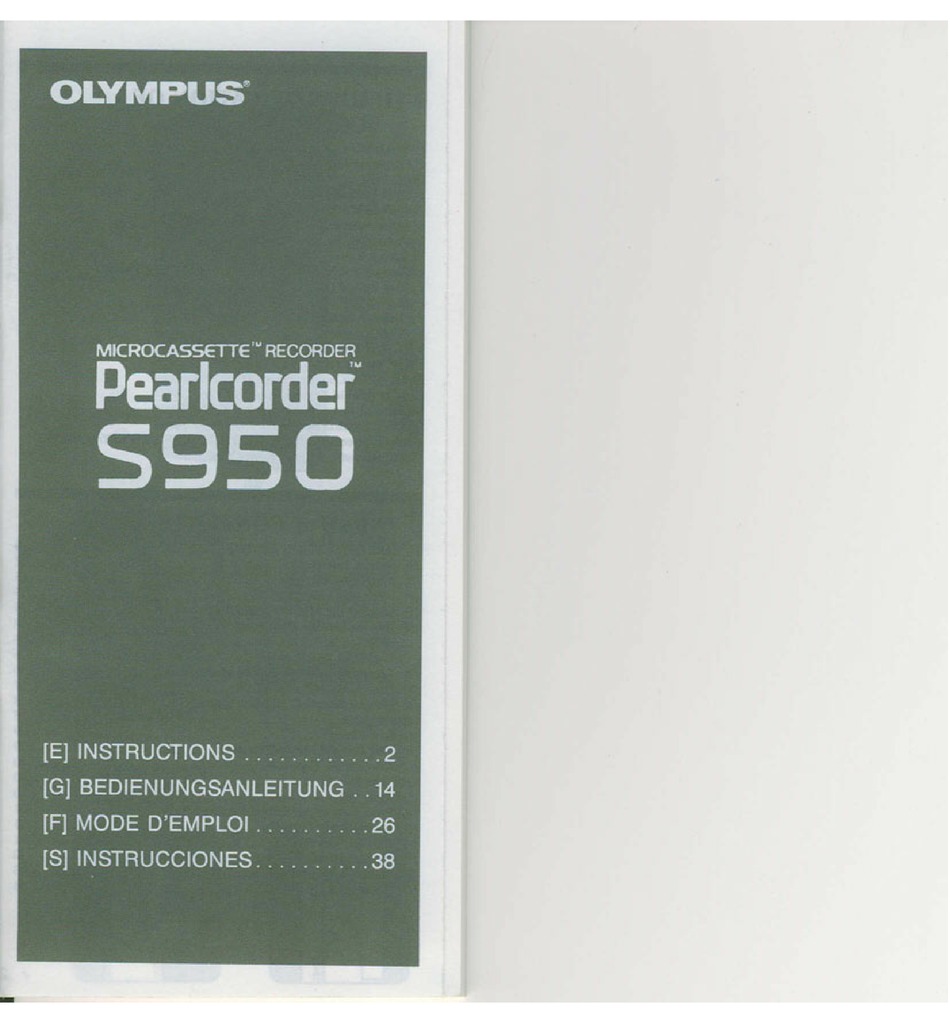 OLYMPUS®
MICROCASSETTE™ RECORDER
Pearlcorder™
S950
[E] INSTRUCTIONS . . . . . . . . . . . . 2
[G] BEDIENUNGSANLEITUNG . . 14
[F] MODE D'EMPLOI . . . . . . . . . . 26
[S] INSTRUCCIONES. . . . . . . . . . 38